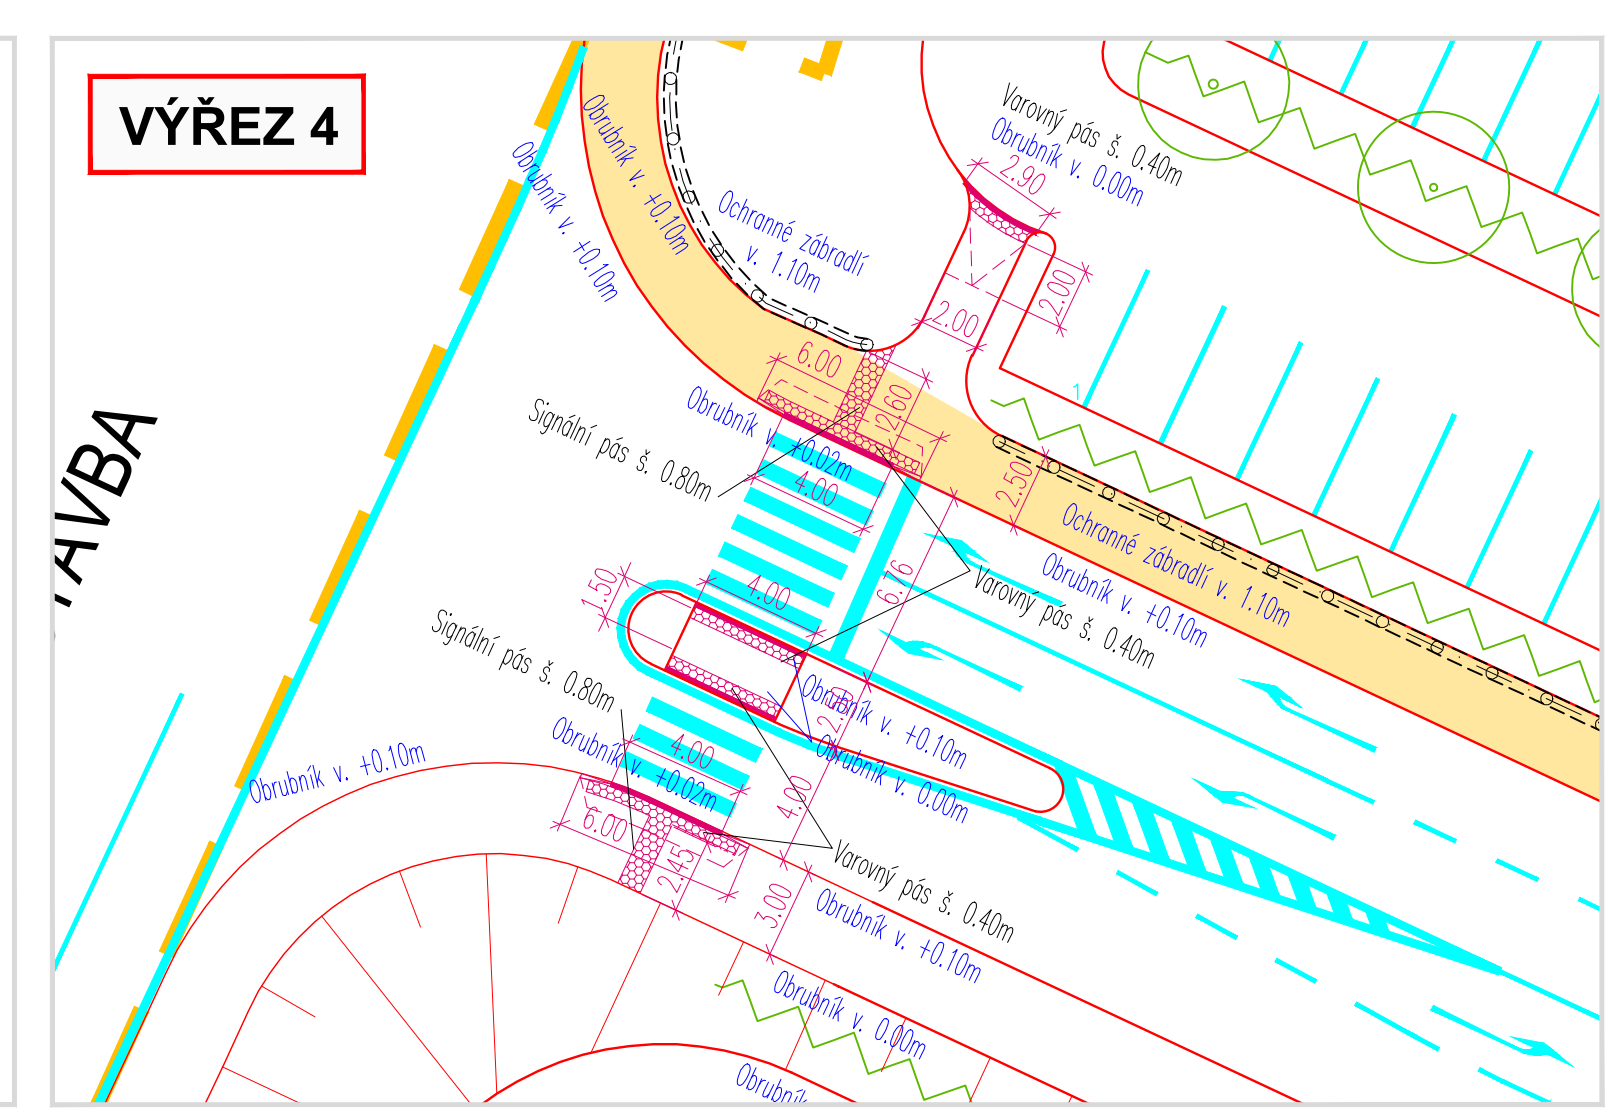 VÝŘEZ 4
Varovný pás š. 0.40m
Obrubník v. 0.00m
2.90
Obrubník v. +0.10m
Obrubník v. +0.10m
Ochranné zábradlí
v. 1.10m
2.00
2.00
6.00
2.60
1
Obrubník v. +0.02m
Signální pás š. 0.80m
4.00
2.50
Ochranné zábradlí v. 1.10m
Obrubník v. +0.10m
6.76
Varovný pás š. 0.40m
1.50
4.00
Signální pás š. 0.80m
Obrubník v. +0.10m
Obrubník v. 0.00m
Obrubník v. +0.02m
4.00
4.00
Obrubník v. +0.10m
6.00
2.45
Varovný pás š. 0.40m
3.00
Obrubník v. +0.10m
Obrubník v. 0.00m
Obrubník